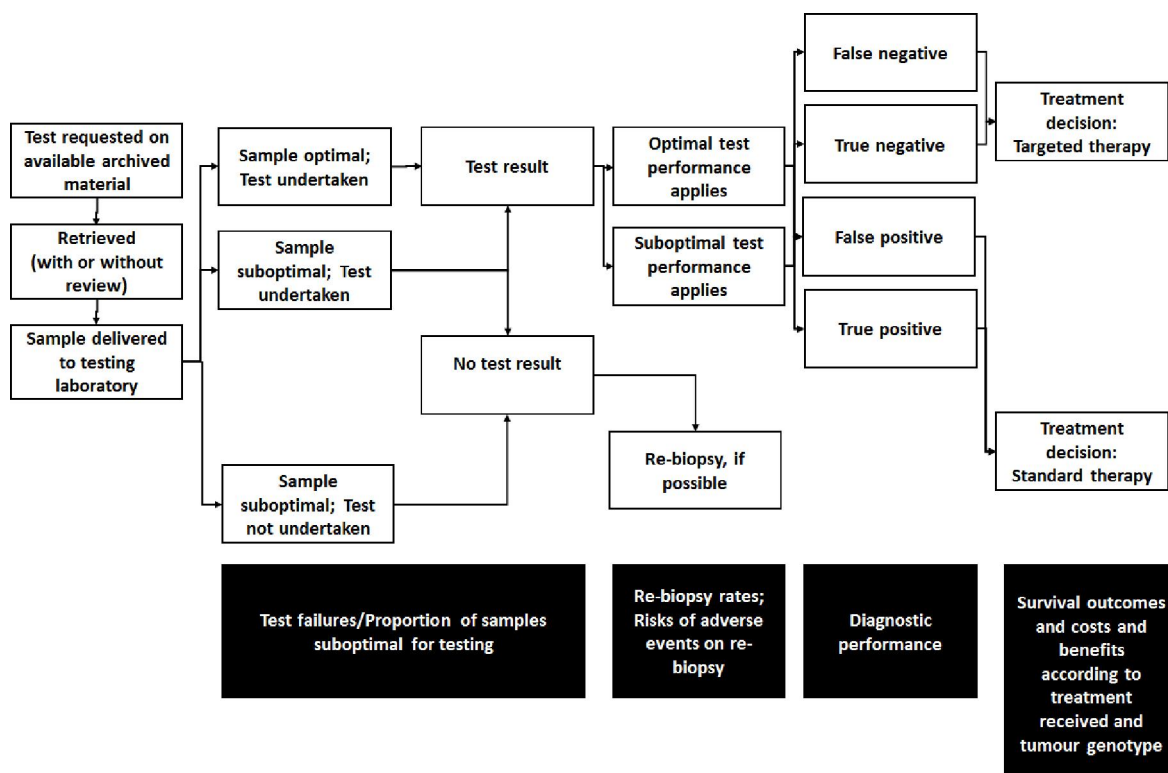 Test requested on
available archived
material
Retrieved
(with or without
review)
Sample delivered
to testing
laboratory
Sample optimal;
Test undertaken
Sample
suboptimal; Test
undertaken
Sample
suboptimal; Test
not undertaken
Test result
No test result
Optimal test
performance
applies
Suboptimal test
performance
applies
Re-biopsy, if
possible
False negative
True negative
False positive
True positive
Treatment
decision:
Targeted therapy
Treatment
decision:
Standard therapy
Test failures/Proportion of samples
suboptimal for testing
Re-biopsy rates;
Risks of adverse
events on re-
biopsy
Diagnostic
performance
Survival outcomes
and costs and
benefits
according to
treatment
received and
tumour genotype